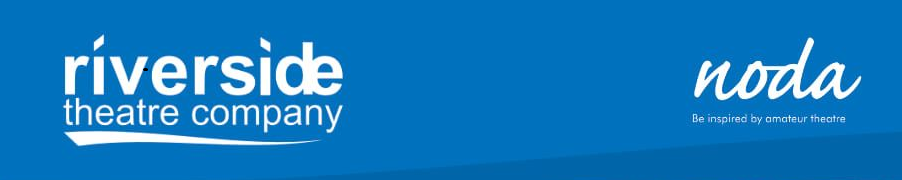 riverside
theatre company
noda
Be inspired by amateur theatre